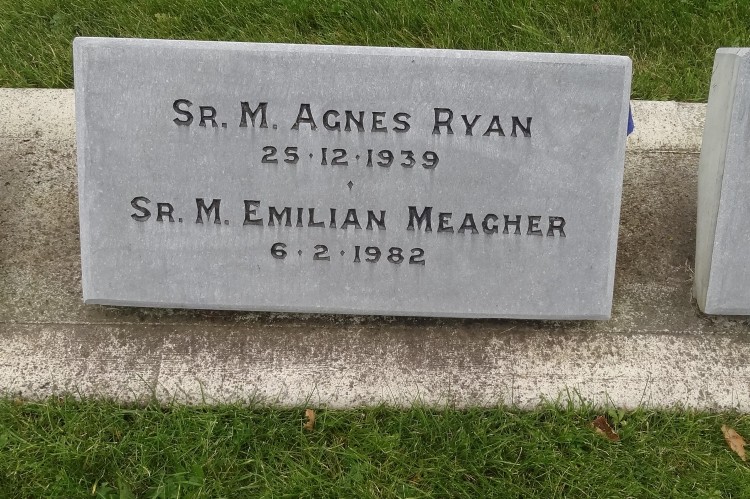 Sr. M. Agnes Ryan
25·12·1939
Sr. M. Emilian Meagher
6·2·1982